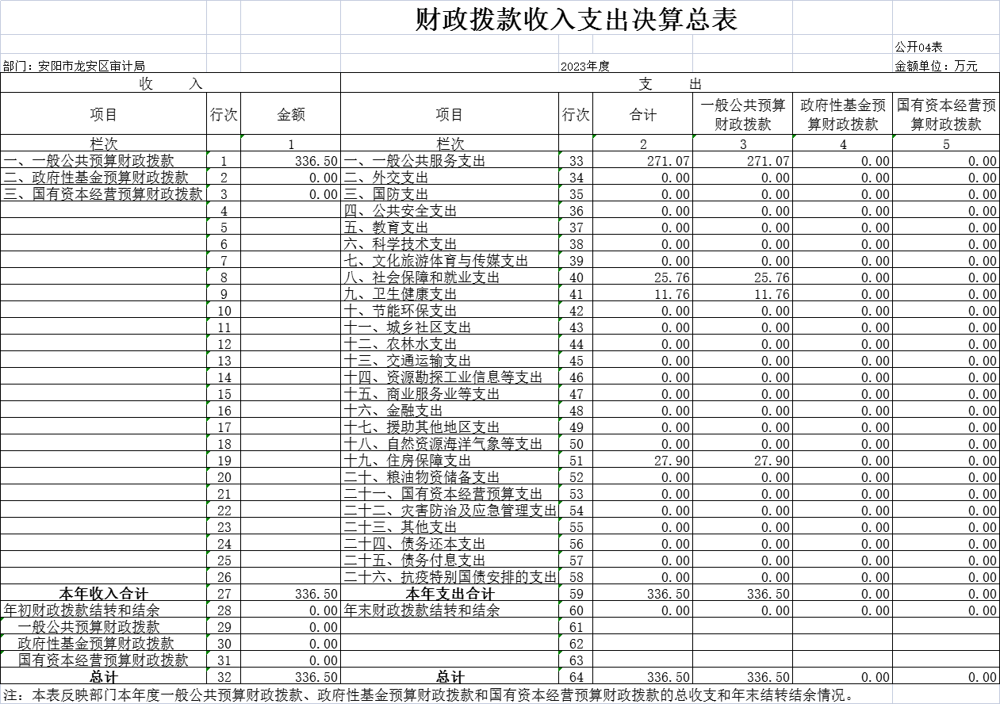 财政拨款收入支出决算总表
公开04表
部门：安阳市龙安区审计局 2023年度 金额单位：万元
收 入 支 出
项目 行次 金额 项目 行次 合计 一般公共预算财政拨款 政府性基金预算财政拨款 国有资本经营预算财政拨款
栏次 1 栏次 2 3 4 5
一、一般公共预算财政拨款 1 336.50 一、一般公共服务支出 33 271.07 271.07 0.00 0.00
二、政府性基金预算财政拨款 2 0.00 二、外交支出 34 0.00 0.00 0.00 0.00
三、国有资本经营预算财政拨款 3 0.00 三、国防支出 35 0.00 0.00 0.00 0.00
4 四、公共安全支出 36 0.00 0.00 0.00 0.00
5 五、教育支出 37 0.00 0.00 0.00 0.00
6 六、科学技术支出 38 0.00 0.00 0.00 0.00
7 七、文化旅游体育与传媒支出 39 0.00 0.00 0.00 0.00
8 八、社会保障和就业支出 40 25.76 25.76 0.00 0.00
9 九、卫生健康支出 41 11.76 11.76 0.00 0.00
10 十、节能环保支出 42 0.00 0.00 0.00 0.00
11 十一、城乡社区支出 43 0.00 0.00 0.00 0.00
12 十二、农林水支出 44 0.00 0.00 0.00 0.00
13 十三、交通运输支出 45 0.00 0.00 0.00 0.00
14 十四、资源勘探工业信息等支出 46 0.00 0.00 0.00 0.00
15 十五、商业服务业等支出 47 0.00 0.00 0.00 0.00
16 十六、金融支出 48 0.00 0.00 0.00 0.00
17 十七、援助其他地区支出 49 0.00 0.00 0.00 0.00
18 十八、自然资源海洋气象等支出 50 0.00 0.00 0.00 0.00
19 十九、住房保障支出 51 27.90 27.90 0.00 0.00
20 二十、粮油物资储备支出 52 0.00 0.00 0.00 0.00
21 二十一、国有资本经营预算支出 53 0.00 0.00 0.00 0.00
22 二十二、灾害防治及应急管理支出 54 0.00 0.00 0.00 0.00
23 二十三、其他支出 55 0.00 0.00 0.00 0.00
24 二十四、债务还本支出 56 0.00 0.00 0.00 0.00
25 二十五、债务付息支出 57 0.00 0.00 0.00 0.00
26 二十六、抗疫特别国债安排的支出 58 0.00 0.00 0.00 0.00
本年收入合计 27 336.50 本年支出合计 59 336.50 336.50 0.00 0.00
年初财政拨款结转和结余 28 0.00 年末财政拨款结转和结余 60 0.00 0.00 0.00 0.00
一般公共预算财政拨款 29 0.00 61
政府性基金预算财政拨款 30 0.00 62
国有资本经营预算财政拨款 31 0.00 63
总计 32 336.50 总计 64 336.50 336.50 0.00 0.00
注：本表反映部门本年度一般公共预算财政拨款、政府性基金预算财政拨款和国有资本经营预算财政拨款的总收支和年末结转结余情况。